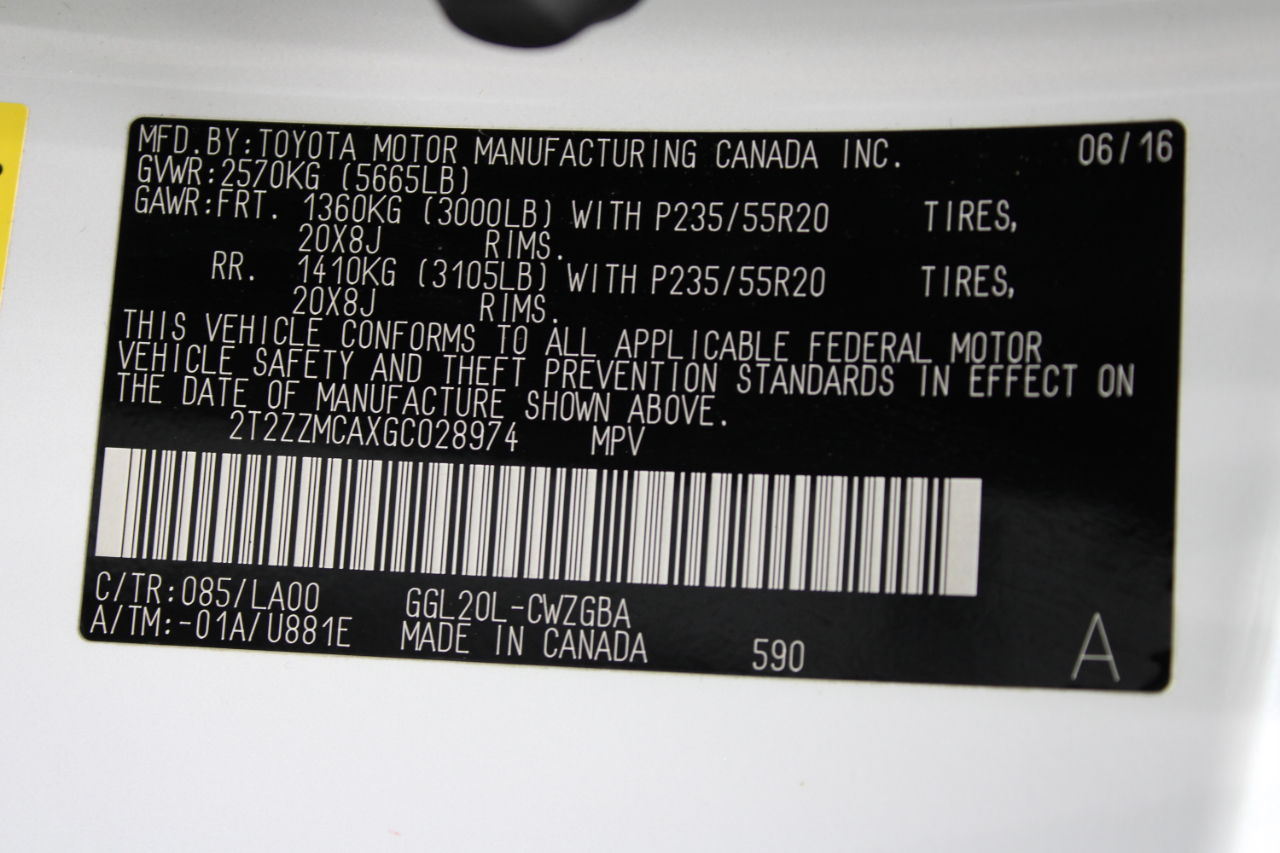 MFD.BY:TOYOTA MOTOR MANUFACTURING CANADA INC. 06/16
GVWR:2570KG (5665LB)
GAWR:FRT. 1360KG (3000LB) WITH P235/55R20 TIRES,
20X8J RIMS.
RR. 1410KG (3105LB) WITH P235/55R20 TIRES,
20X8J RIMS.
THIS VEHICLE CONFORMS TO ALL APPLICABLE FEDERAL MOTOR
VEHICLE SAFETY AND THEFT PREVENTION STANDARDS IN EFFECT ON
THE DATE OF MANUFACTURE SHOWN ABOVE.
2T2ZZMCAXGC028974 MPV
C/TR:085/LA00 GGL20L-CWZGBA
A/TM:-01A/U881E MADE IN CANADA 590 A